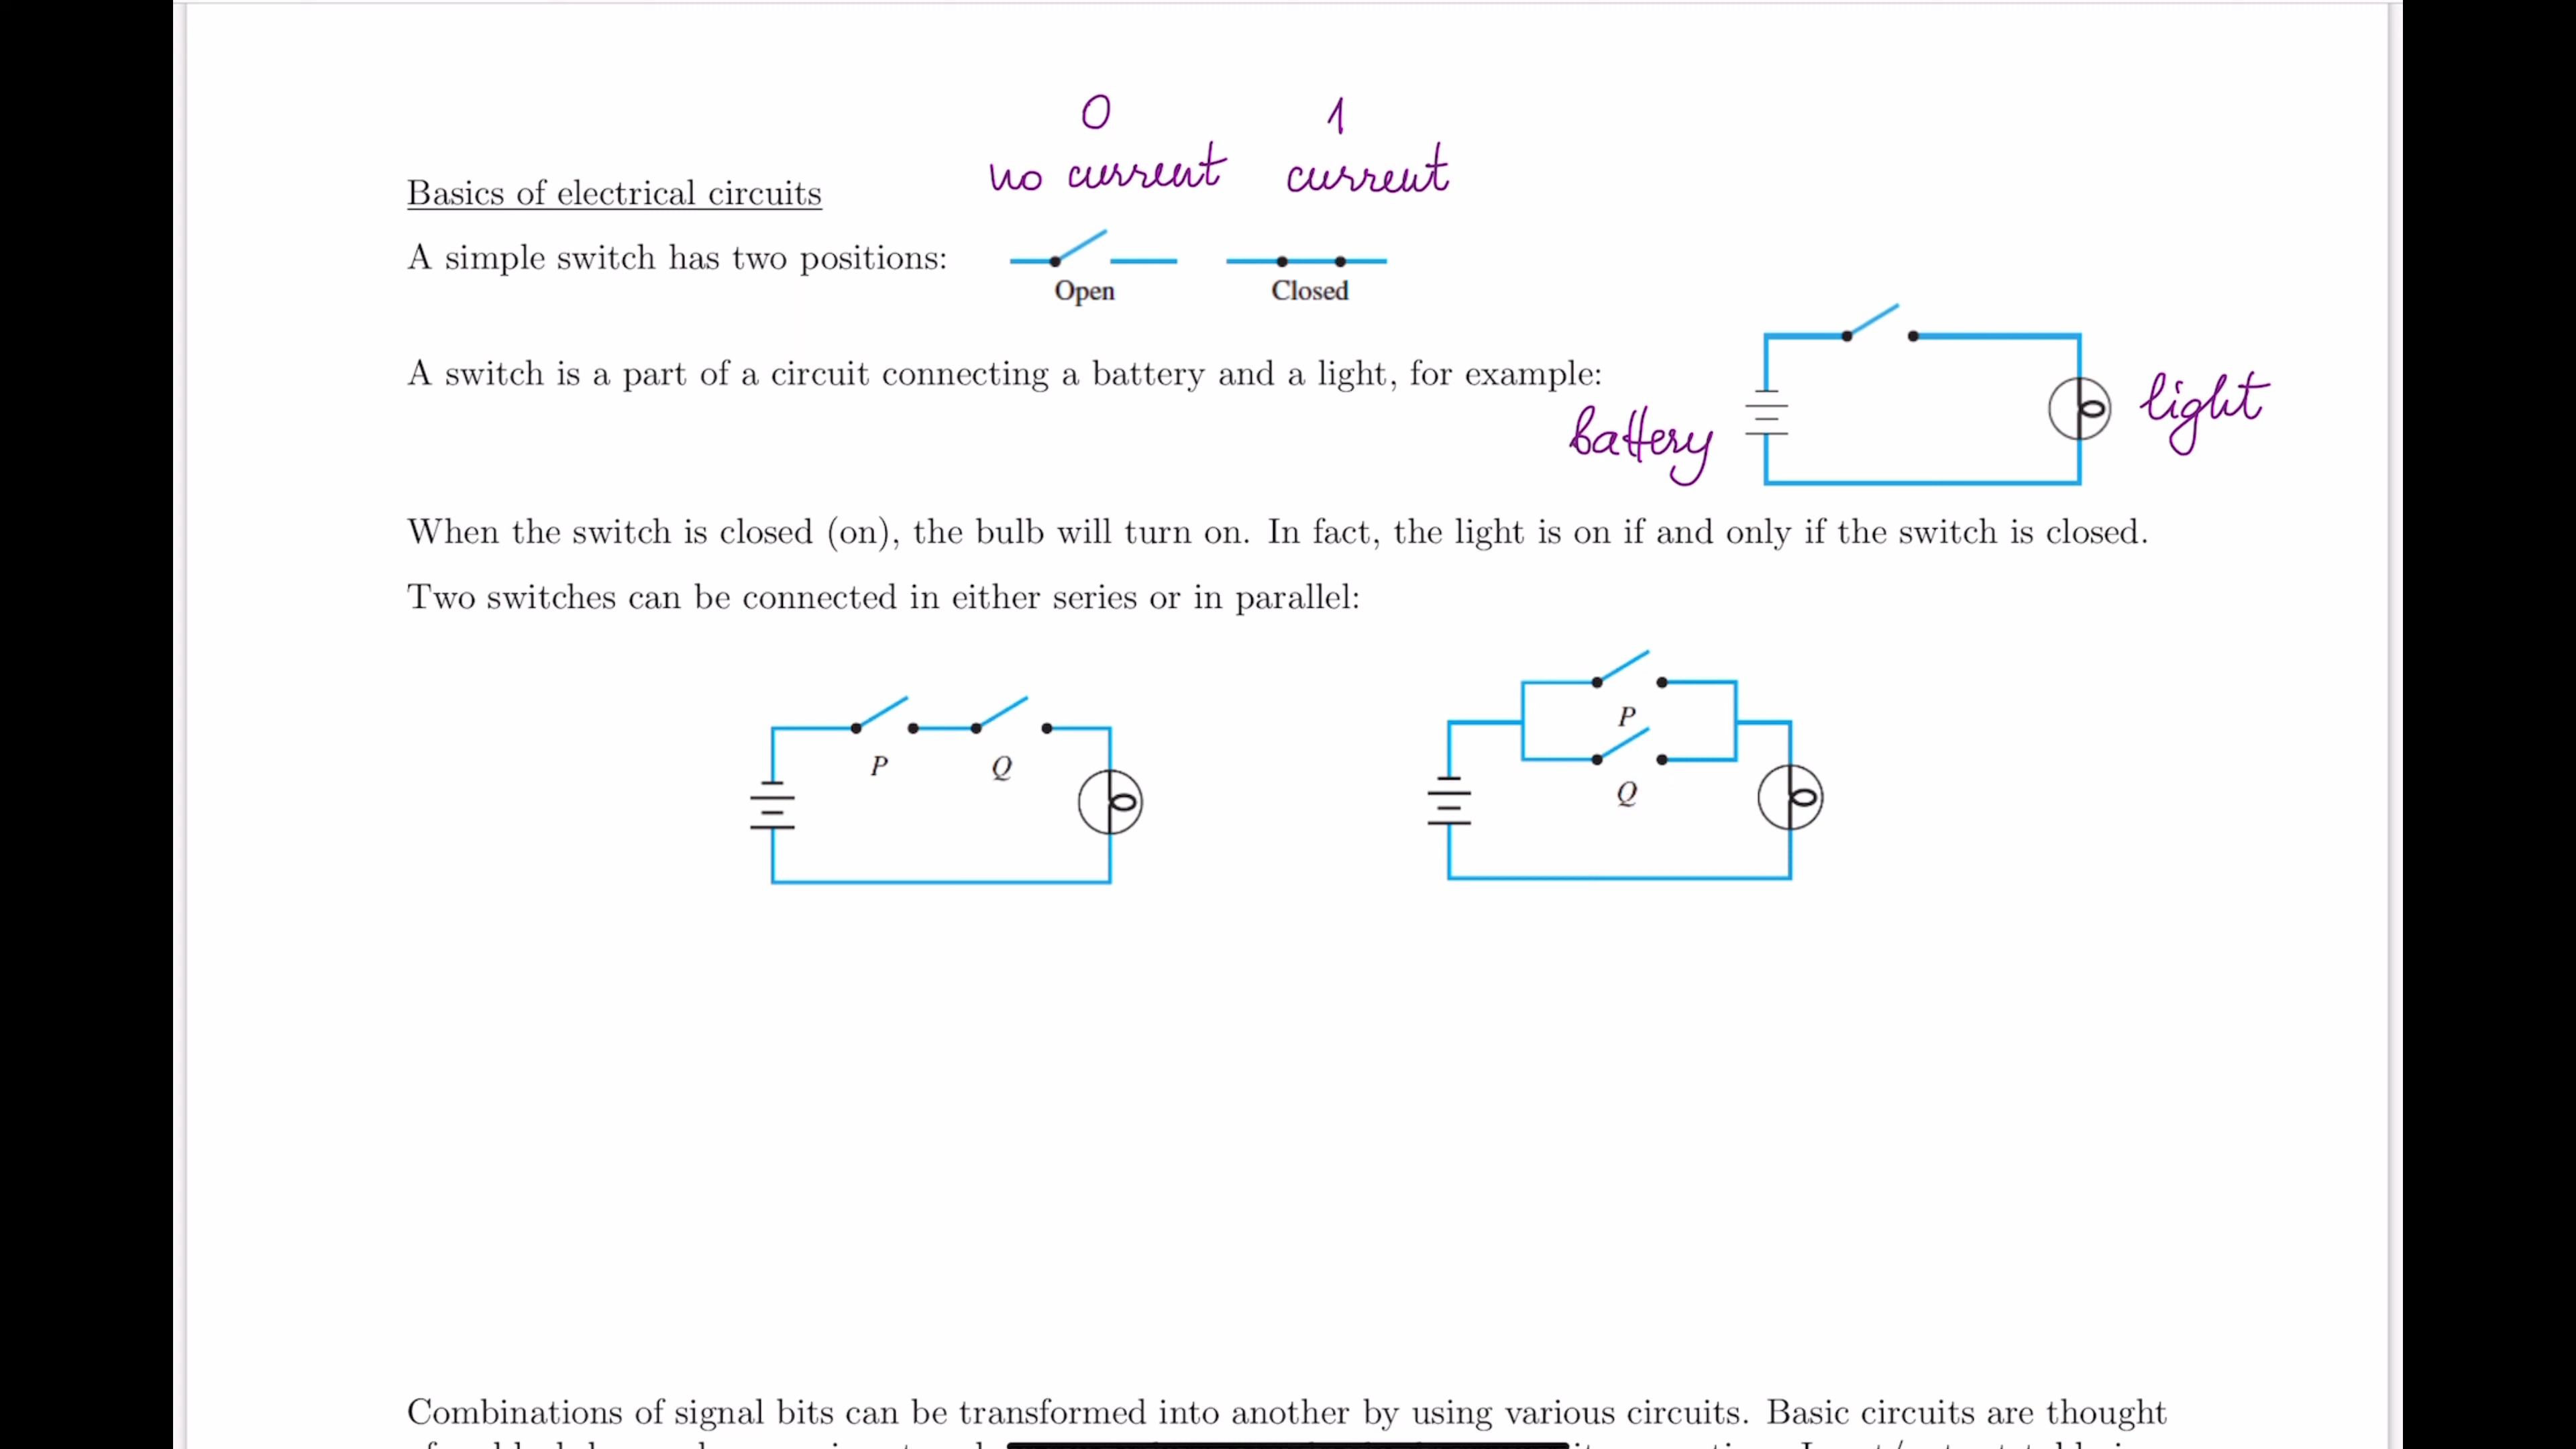 0 1
no current current
Basics of electrical circuits
A simple switch has two positions:
Open Closed
A switch is a part of a circuit connecting a battery and a light, for example:
battery light
When the switch is closed (on), the bulb will turn on. In fact, the light is on if and only if the switch is closed.
Two switches can be connected in either series or in parallel:
P Q
P
Q
Combinations of signal bits can be transformed into another by using various circuits. Basic circuits are thought